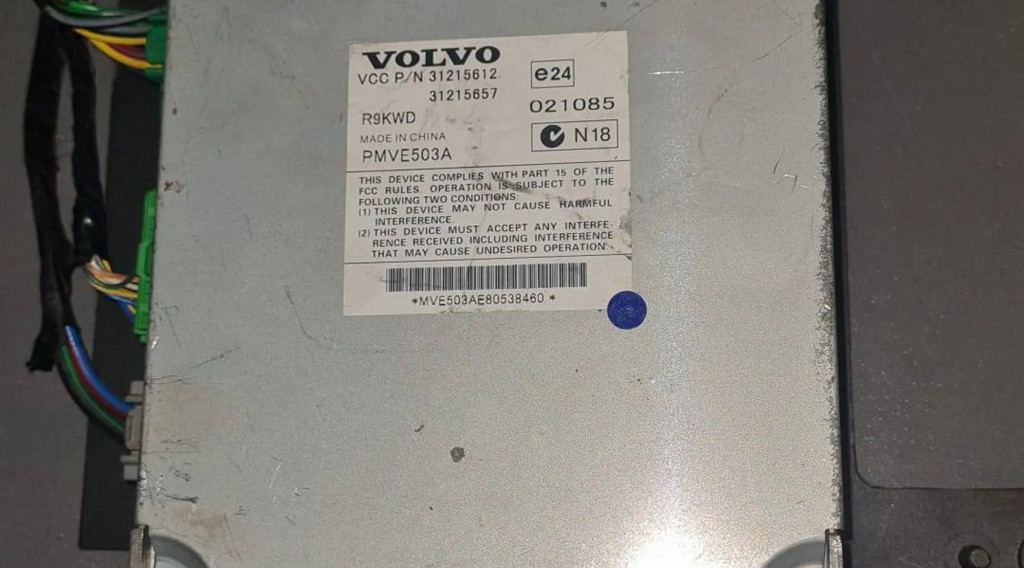 VOLVO
VCC P/N 31215612
31215657
e24
021085
N18
R9KWD
MADE IN CHINA
PMVE503A
THIS DEVICE COMPLIES WITH PART 15 OF THE
FCC RULES. OPERATION IS SUBJECT TO THE
FOLLOWING TWO CONDITIONS:
(1) THIS DEVICE MAY NOT CAUSE HARMFUL
INTERFERENCE.
(2) THIS DEVICE MUST ACCEPT ANY INTERFE-
RENCE RECEIVED INCLUDING INTERFERENCE
THAT MAY CAUSE UNDESIRED OPERATION.
*MVE503AE80538460*